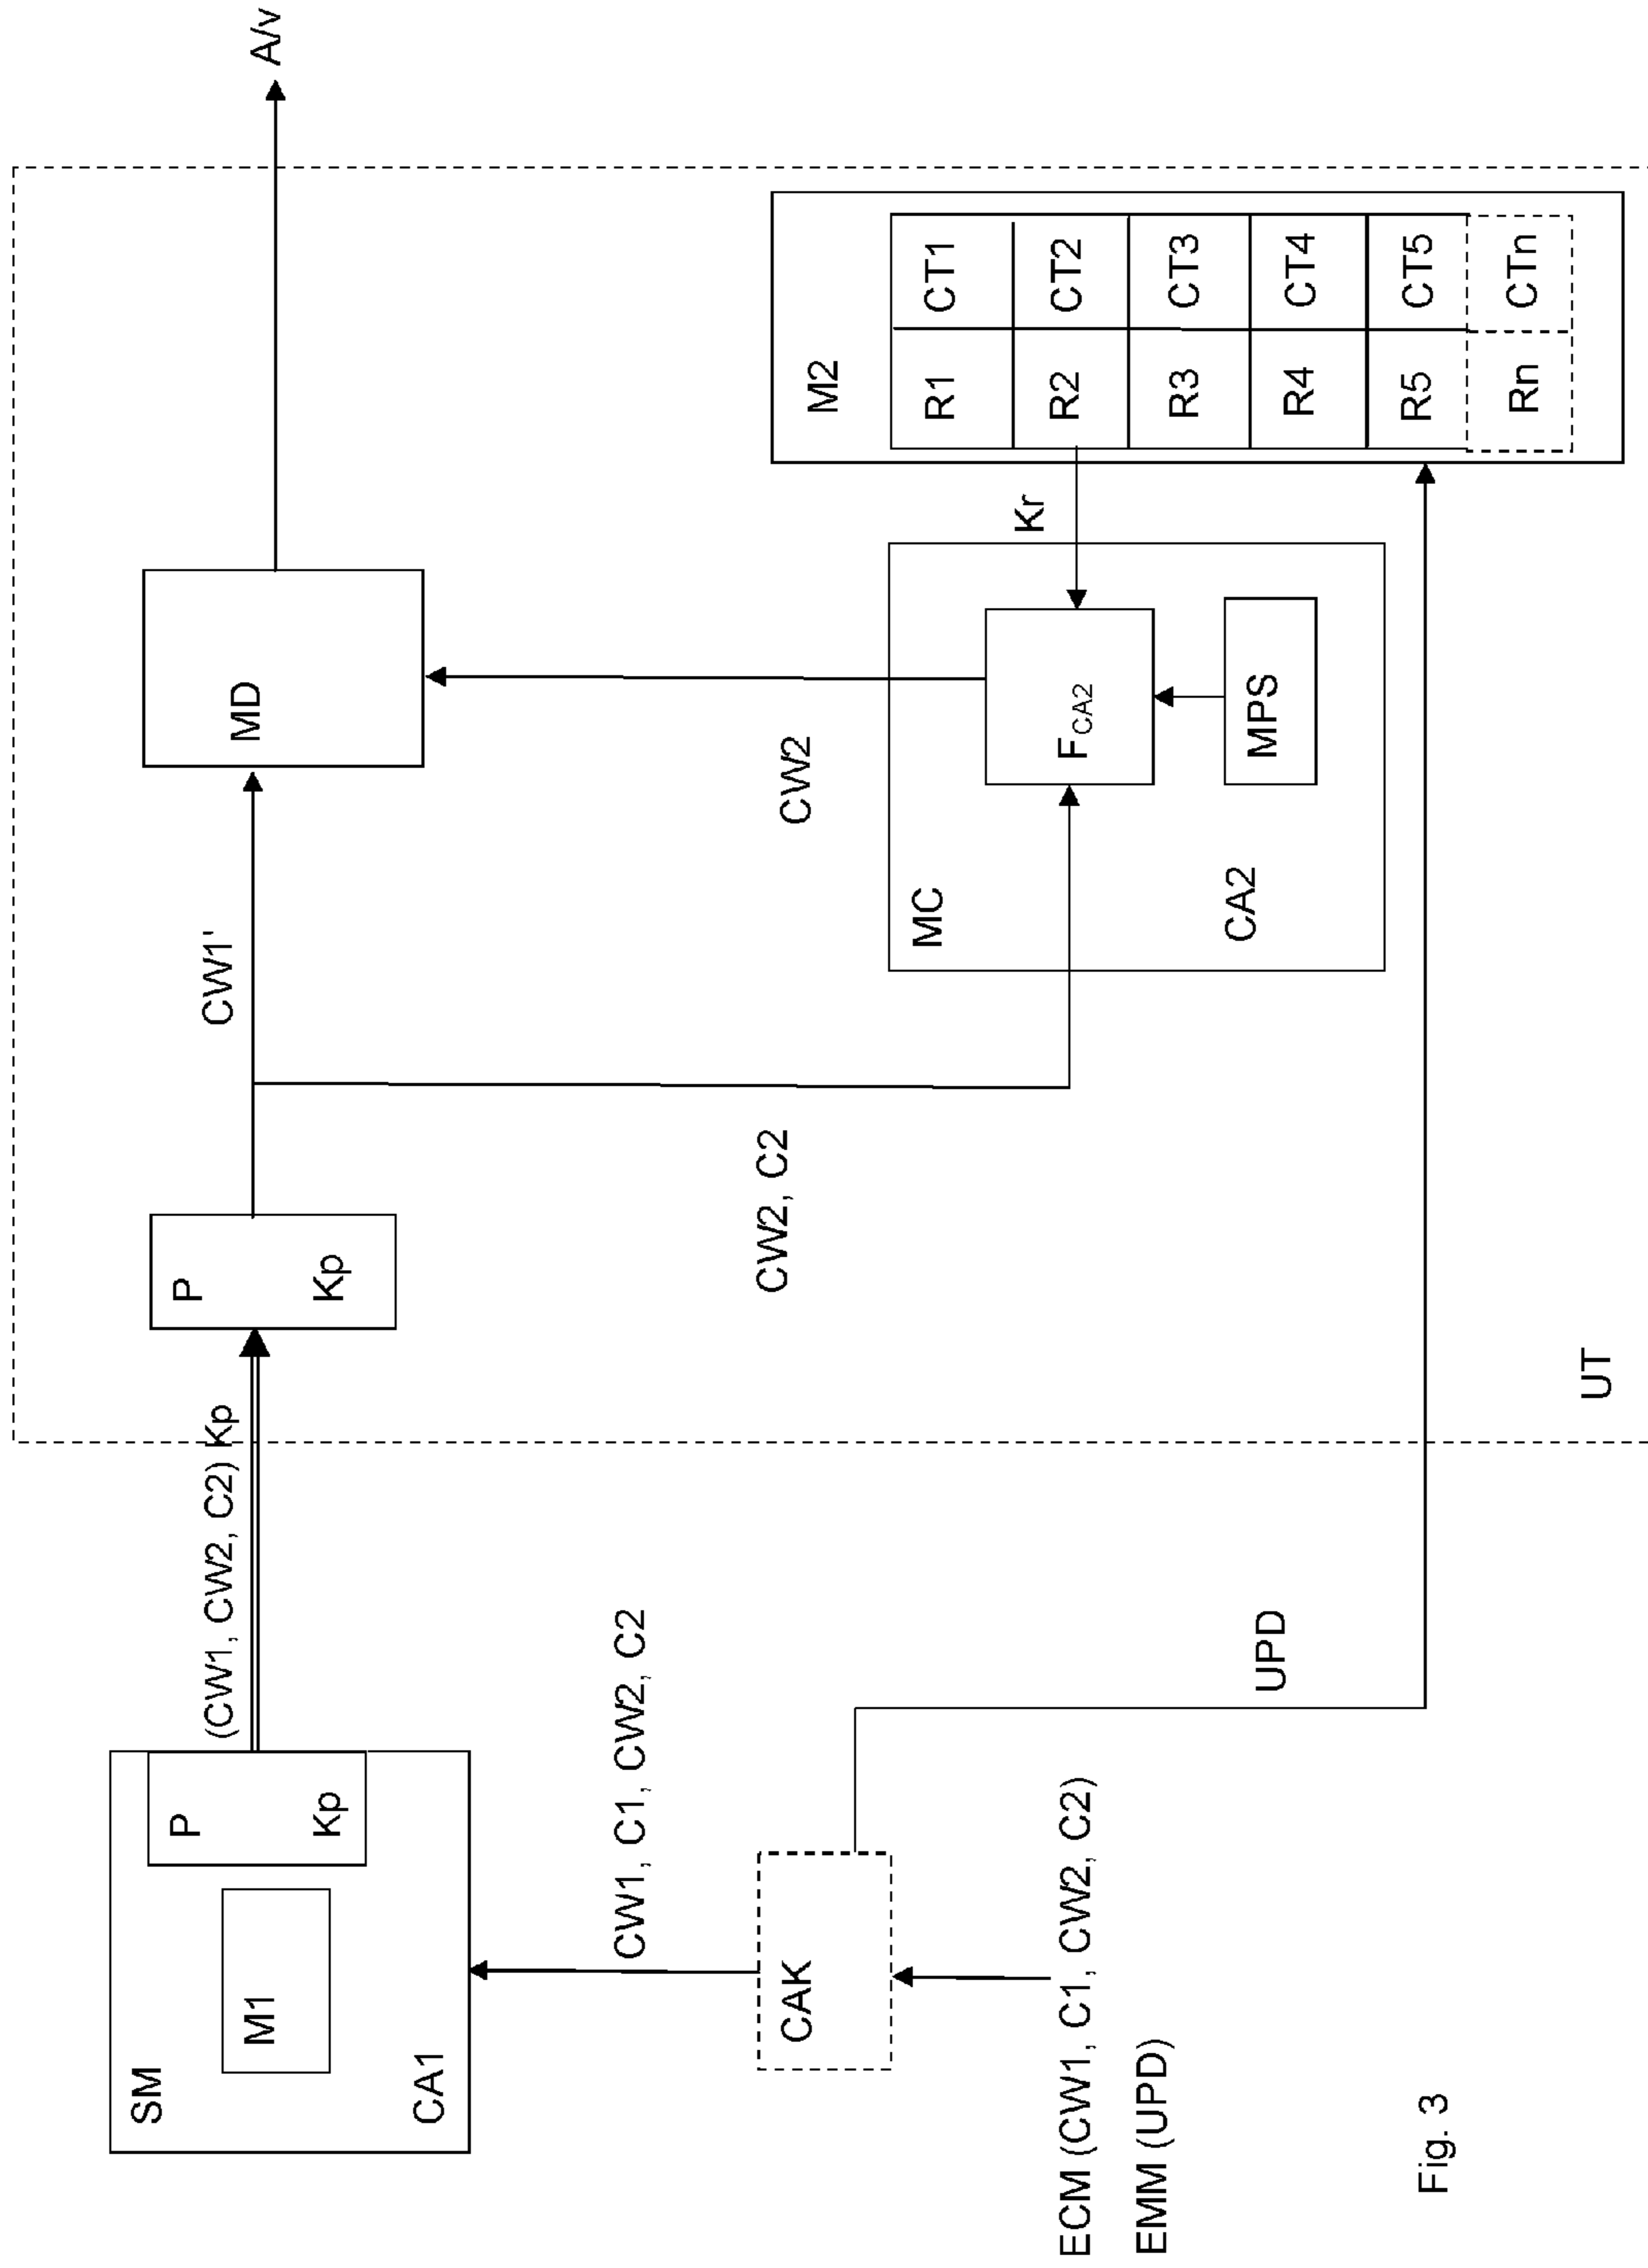 SM
M1
CA1
P
Kp
(CW1, CW2, C2) Kp
P
Kp
CW1'
MD
A/v
CW1, C1, CW2, C2
CAK
ECM (CW1, C1, CW2, C2)
EMM (UPD)
UPD
CW2, C2
CW2
MC
CA2
FCA2
MPS
Kr
M2
R1 CT1
R2 CT2
R3 CT3
R4 CT4
R5 CT5
Rn CTn
UT
Fig. 3